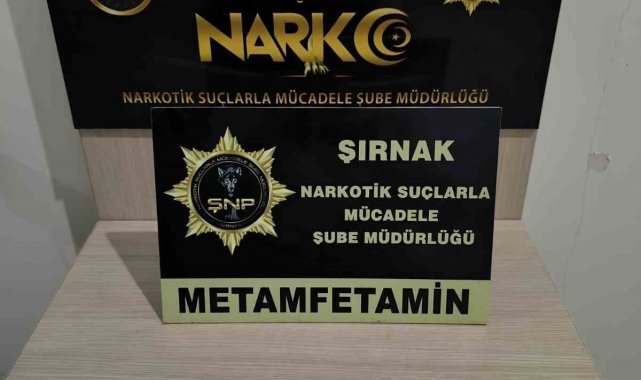 NARKO
NARKOTİK SUÇLARLA MÜCADELE ŞUBE MÜDÜRLÜĞÜ
ŞIRNAK
NARKOTİK SUÇLARLA
MÜCADELE
ŞUBE MÜDÜRLÜĞÜ
ŞNP
METAMFETAMİN